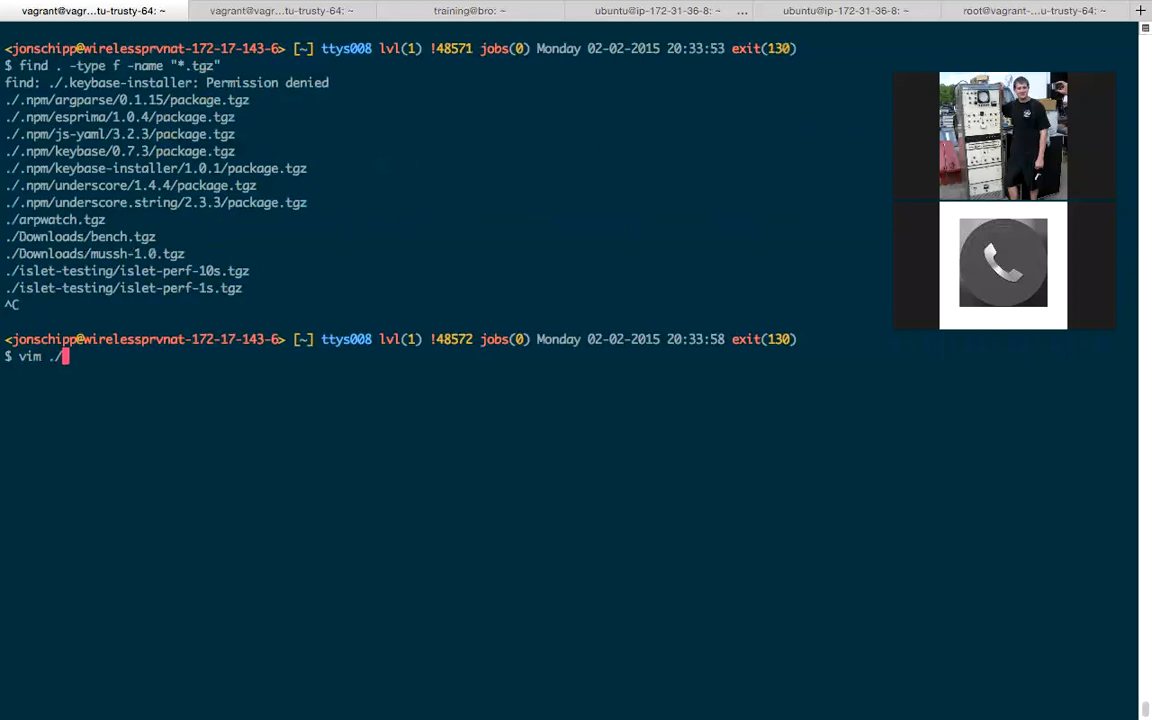 vagrant@vagr...tu-trusty-64: ~ vagrant@vagr...tu-trusty-64: ~ training@bro: ~ ubuntu@ip-172-31-36-8: ~ ... ubuntu@ip-172-31-36-8: ~ root@vagrant-...u-trusty-64: ~ +
<jonschipp@wirelessprvnat-172-17-143-6> [~] ttys008 lvl(1) !48571 jobs(0) Monday 02-02-2015 20:33:53 exit(130)
$ find . -type f -name "*.tgz"
find: ./.keybase-installer: Permission denied
./.npm/argparse/0.1.15/package.tgz
./.npm/esprima/1.0.4/package.tgz
./.npm/js-yaml/3.2.3/package.tgz
./.npm/keybase/0.7.3/package.tgz
./.npm/keybase-installer/1.0.1/package.tgz
./.npm/underscore/1.4.4/package.tgz
./.npm/underscore.string/2.3.3/package.tgz
./arpwatch.tgz
./Downloads/bench.tgz
./Downloads/mussh-1.0.tgz
./islet-testing/islet-perf-10s.tgz
./islet-testing/islet-perf-1s.tgz
^C
<jonschipp@wirelessprvnat-172-17-143-6> [~] ttys008 lvl(1) !48572 jobs(0) Monday 02-02-2015 20:33:58 exit(130)
$ vim ./